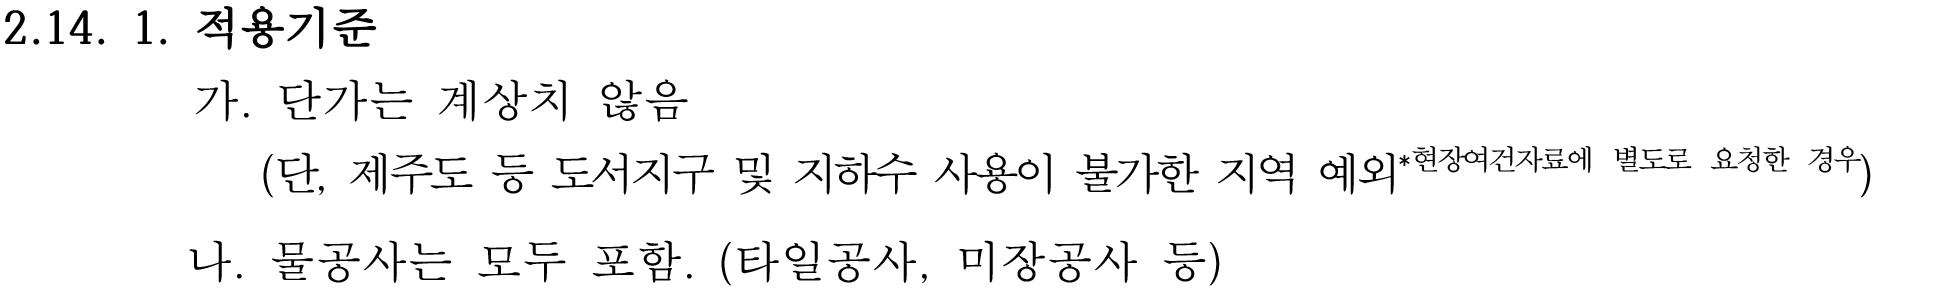 2.14. 1. 적용기준
가. 단가는 계상치 않음
(단, 제주도 등 도서지구 및 지하수 사용이 불가한 지역 예외*현장여건자료에 별도로 요청한 경우)
나. 물공사는 모두 포함. (타일공사, 미장공사 등)